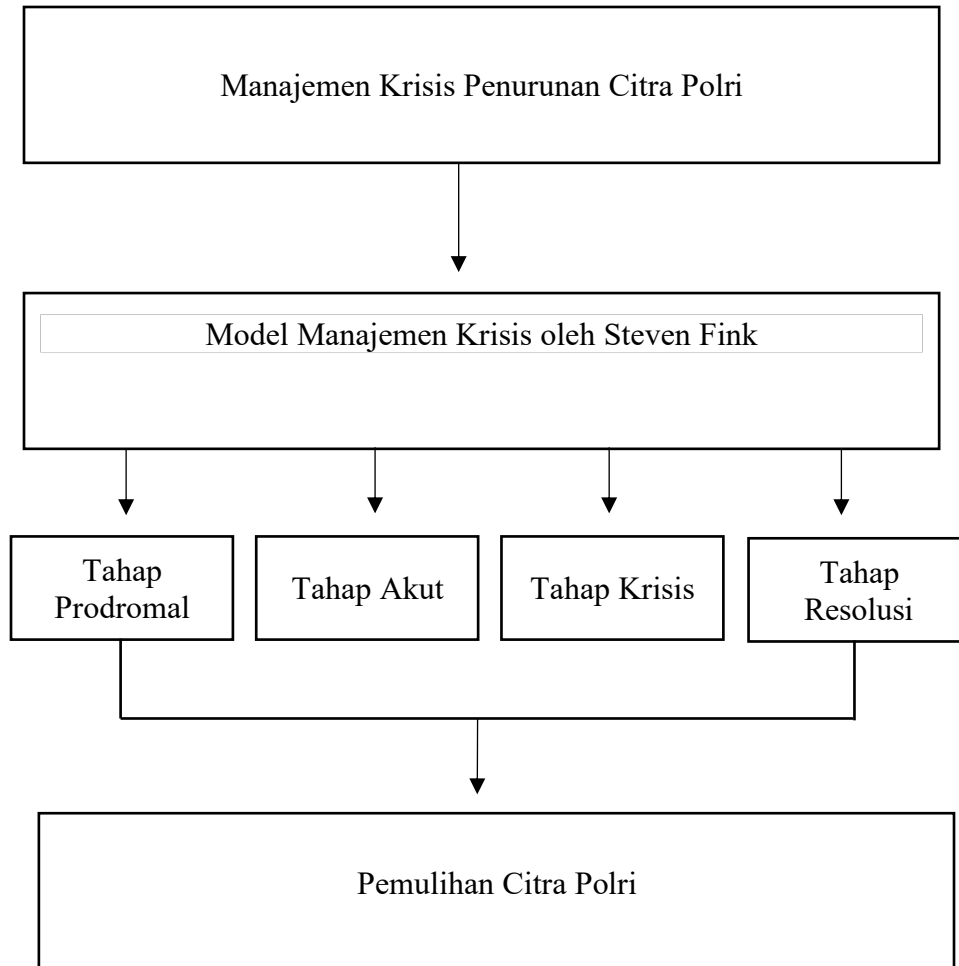 Manajemen Krisis Penurunan Citra Polri
Model Manajemen Krisis oleh Steven Fink
Tahap
Prodromal
Tahap Akut
Tahap Krisis
Tahap
Resolusi
Pemulihan Citra Polri